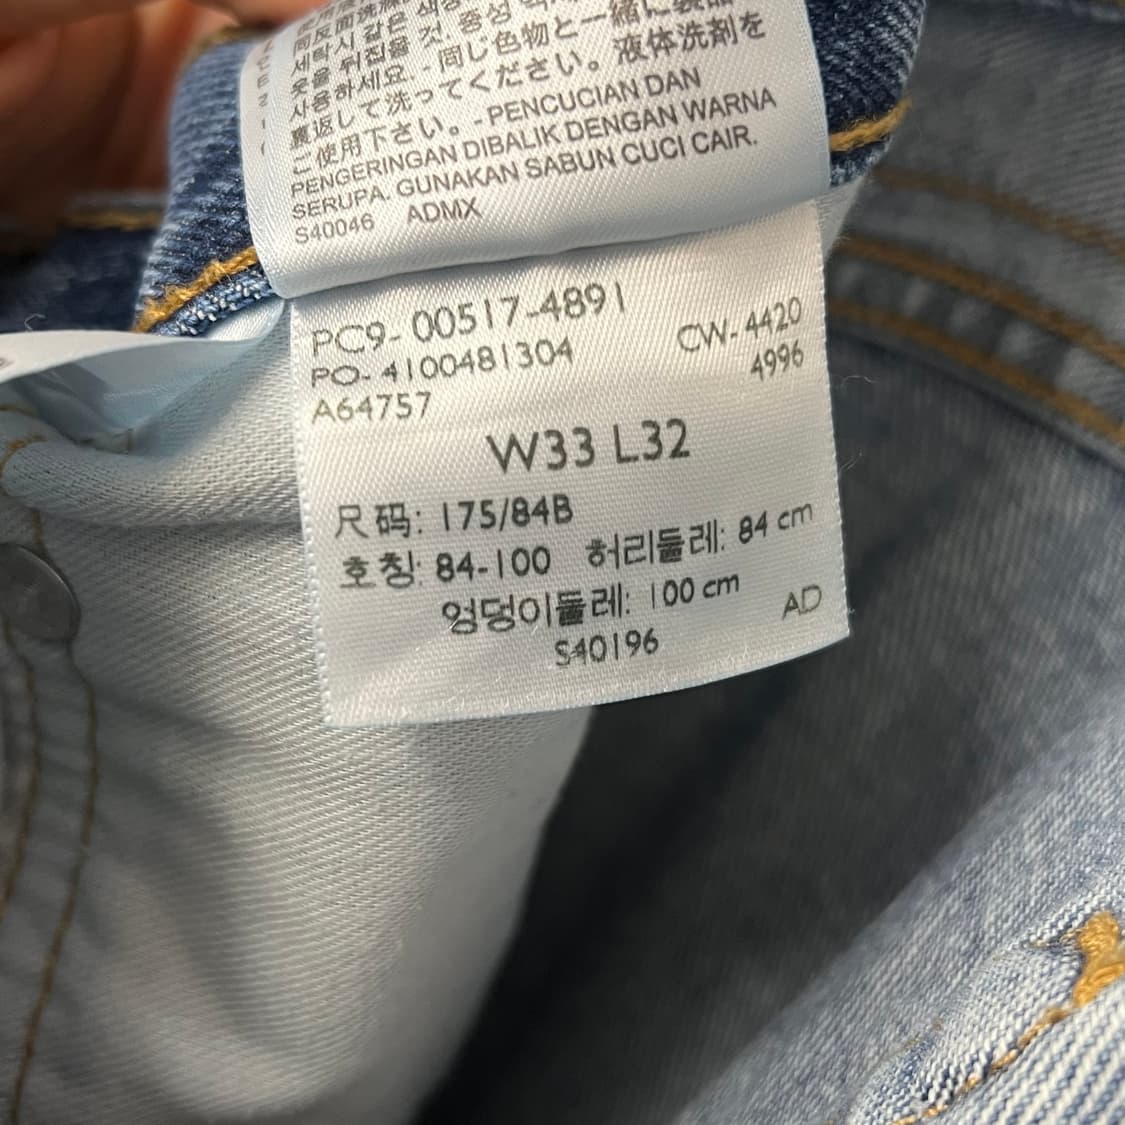 세탁시 같은 색상
옷을 뒤집을 것. 중성
사용하세요. - 同じ色物と一緒に裏
裏返して洗ってください。液体洗剤を
ご使用下さい。- PENCUCIAN DAN
PENGERINGAN DIBALIK DENGAN WARNA
SERUPA. GUNAKAN SABUN CUCI CAIR.
S40046 ADMX
PC9- 00517-4891
CW- 4420
PO- 4100481304
4996
A64757
W33 L32
尺码: 175/84B
호칭: 84-100 허리둘레: 84 cm
엉덩이둘레: 100 cm
AD
S40196